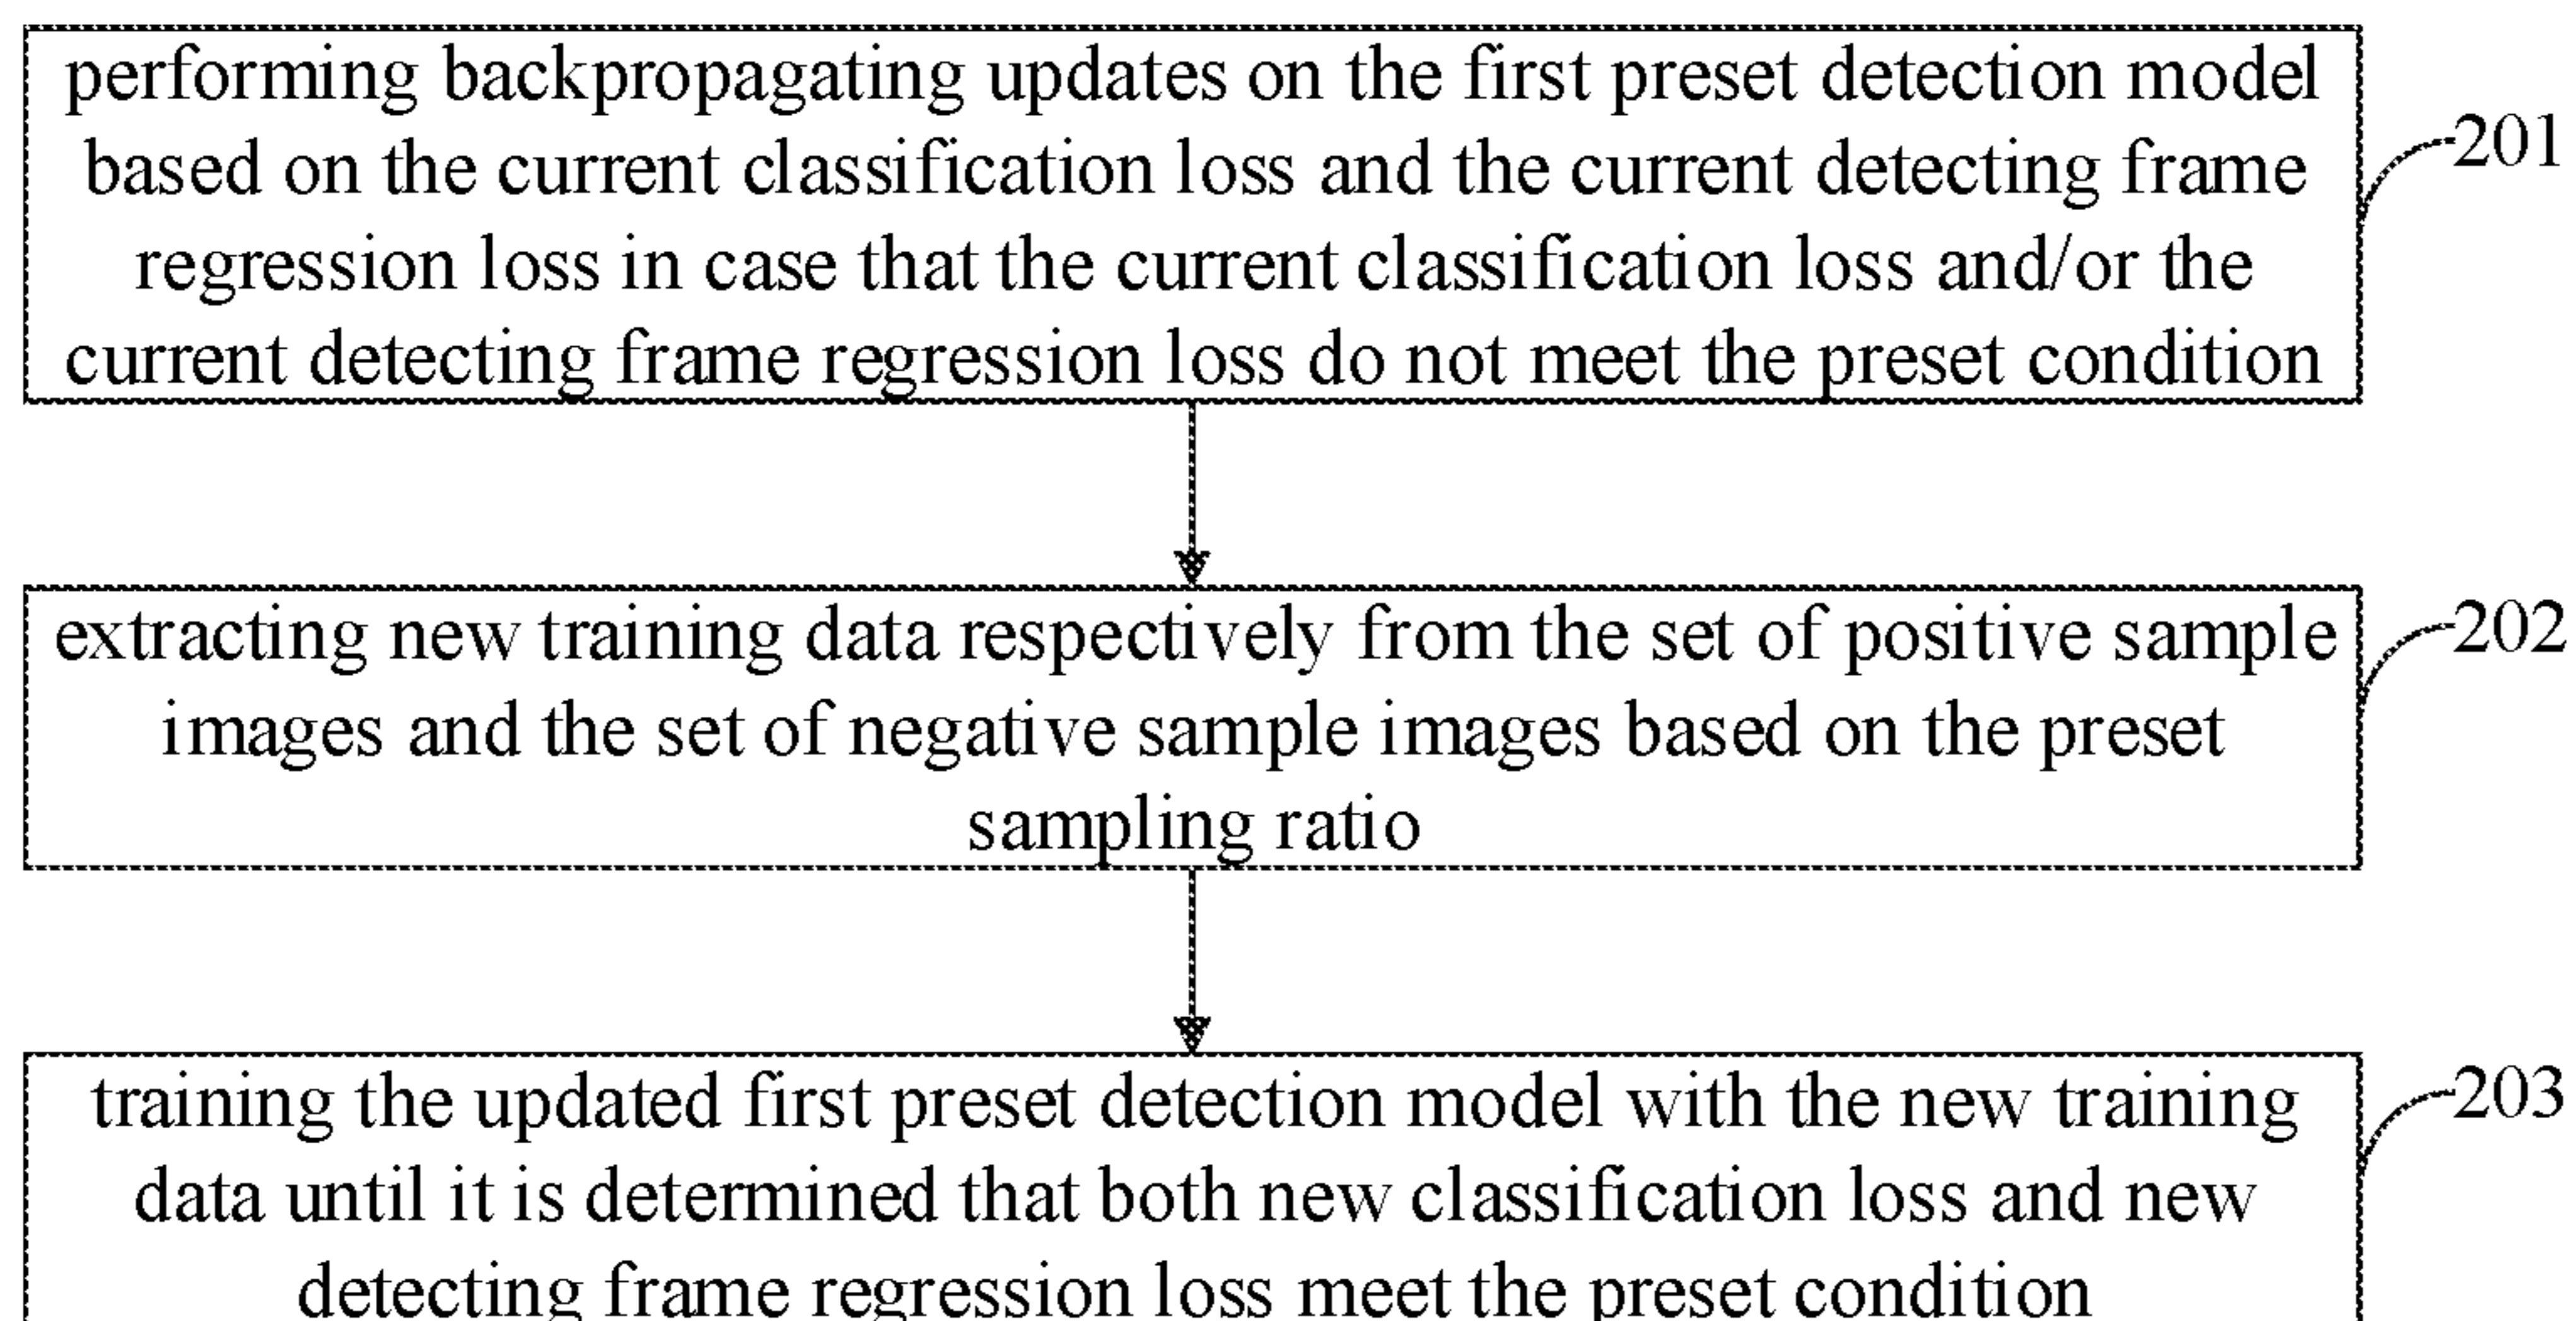 performing backpropagating updates on the first preset detection model
based on the current classification loss and the current detecting frame
regression loss in case that the current classification loss and/or the
current detecting frame regression loss do not meet the preset condition
201
extracting new training data respectively from the set of positive sample
images and the set of negative sample images based on the preset
sampling ratio
202
training the updated first preset detection model with the new training
data until it is determined that both new classification loss and new
detecting frame regression loss meet the preset condition
203